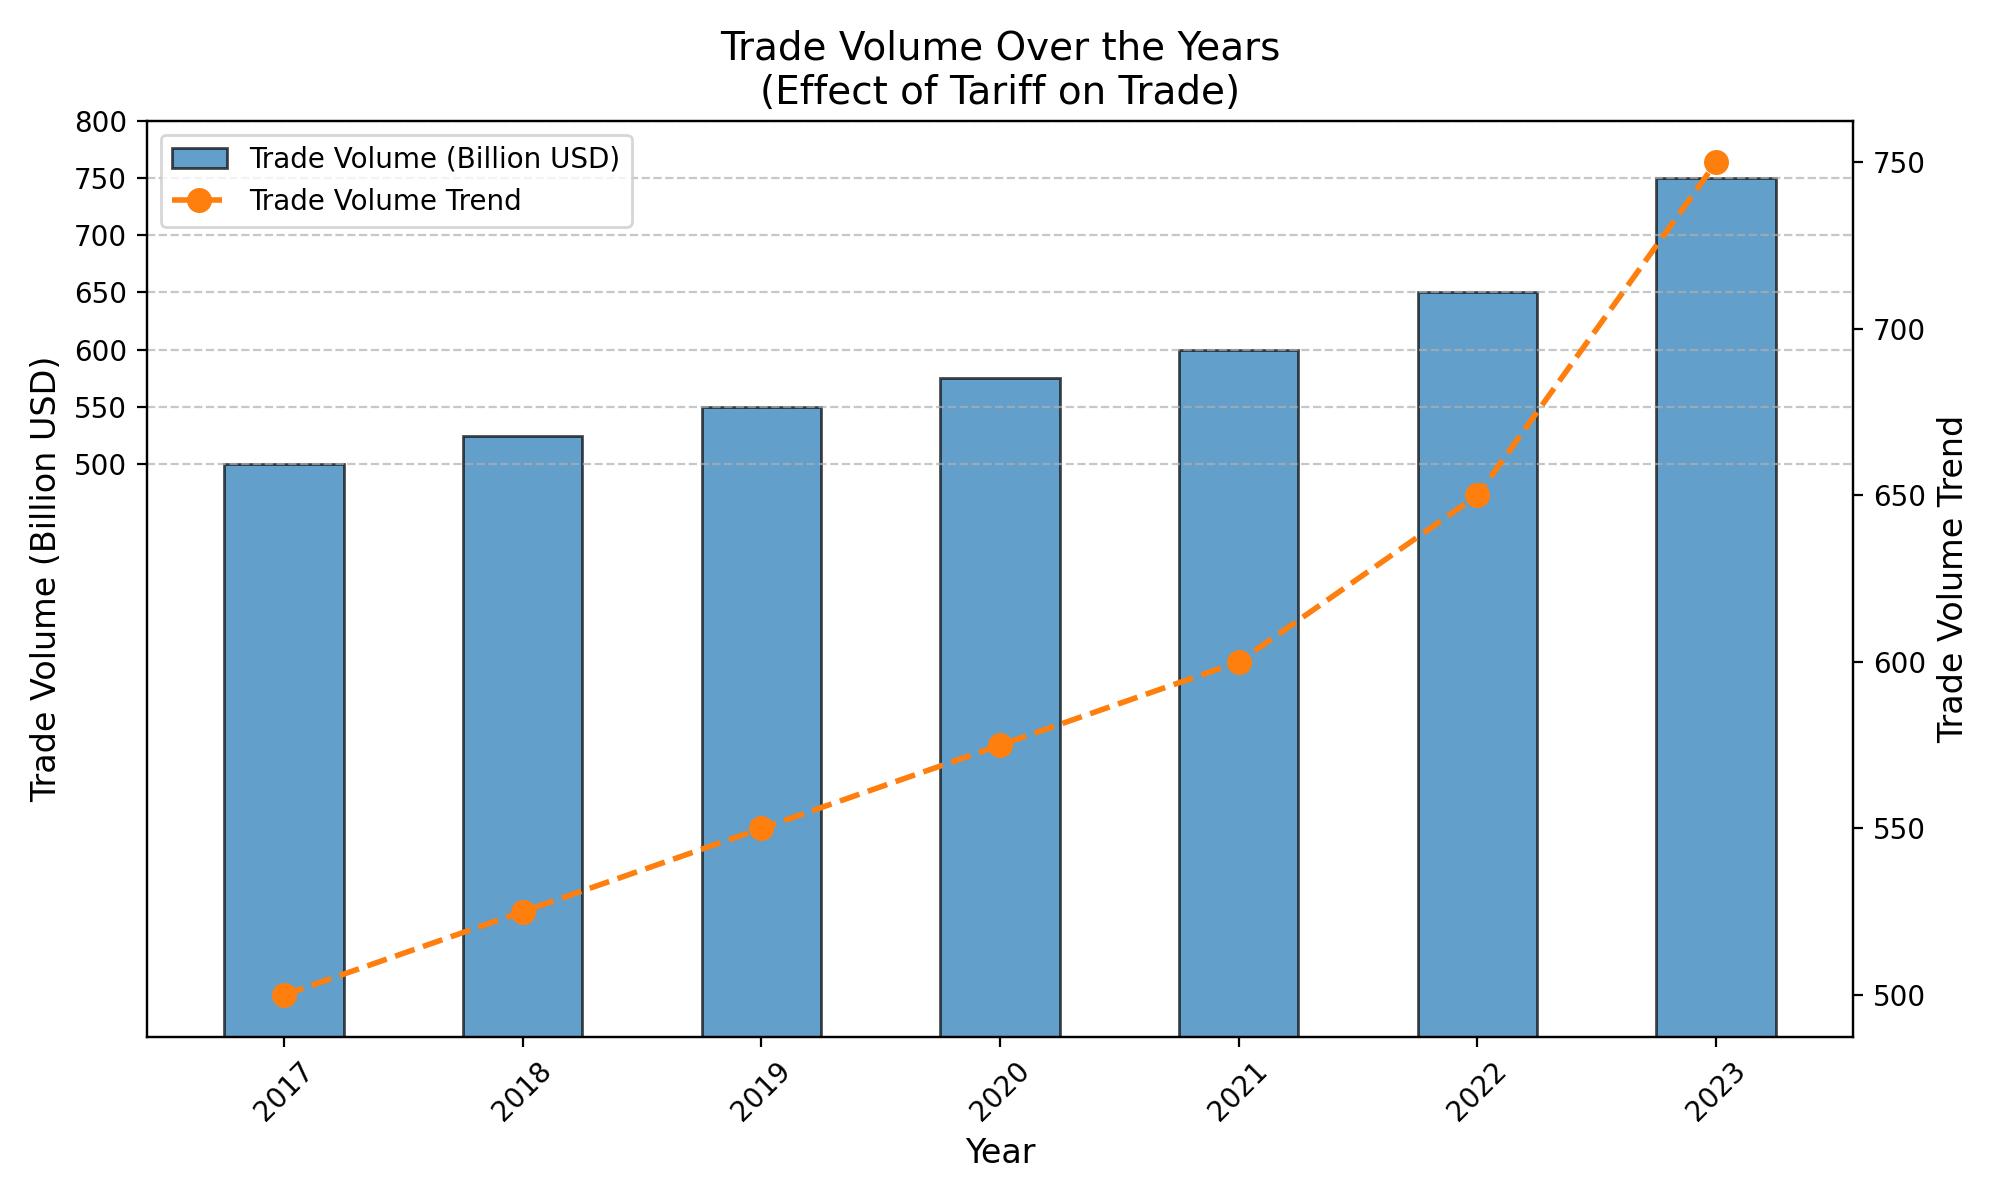 Trade Volume Over the Years
(Effect of Tariff on Trade)
Trade Volume (Billion USD)
Trade Volume Trend
800
750
700
650
600
550
500
Trade Volume (Billion USD)
750
700
650
600
550
500
Trade Volume Trend
2017
2018
2019
2020
2021
2022
2023
Year